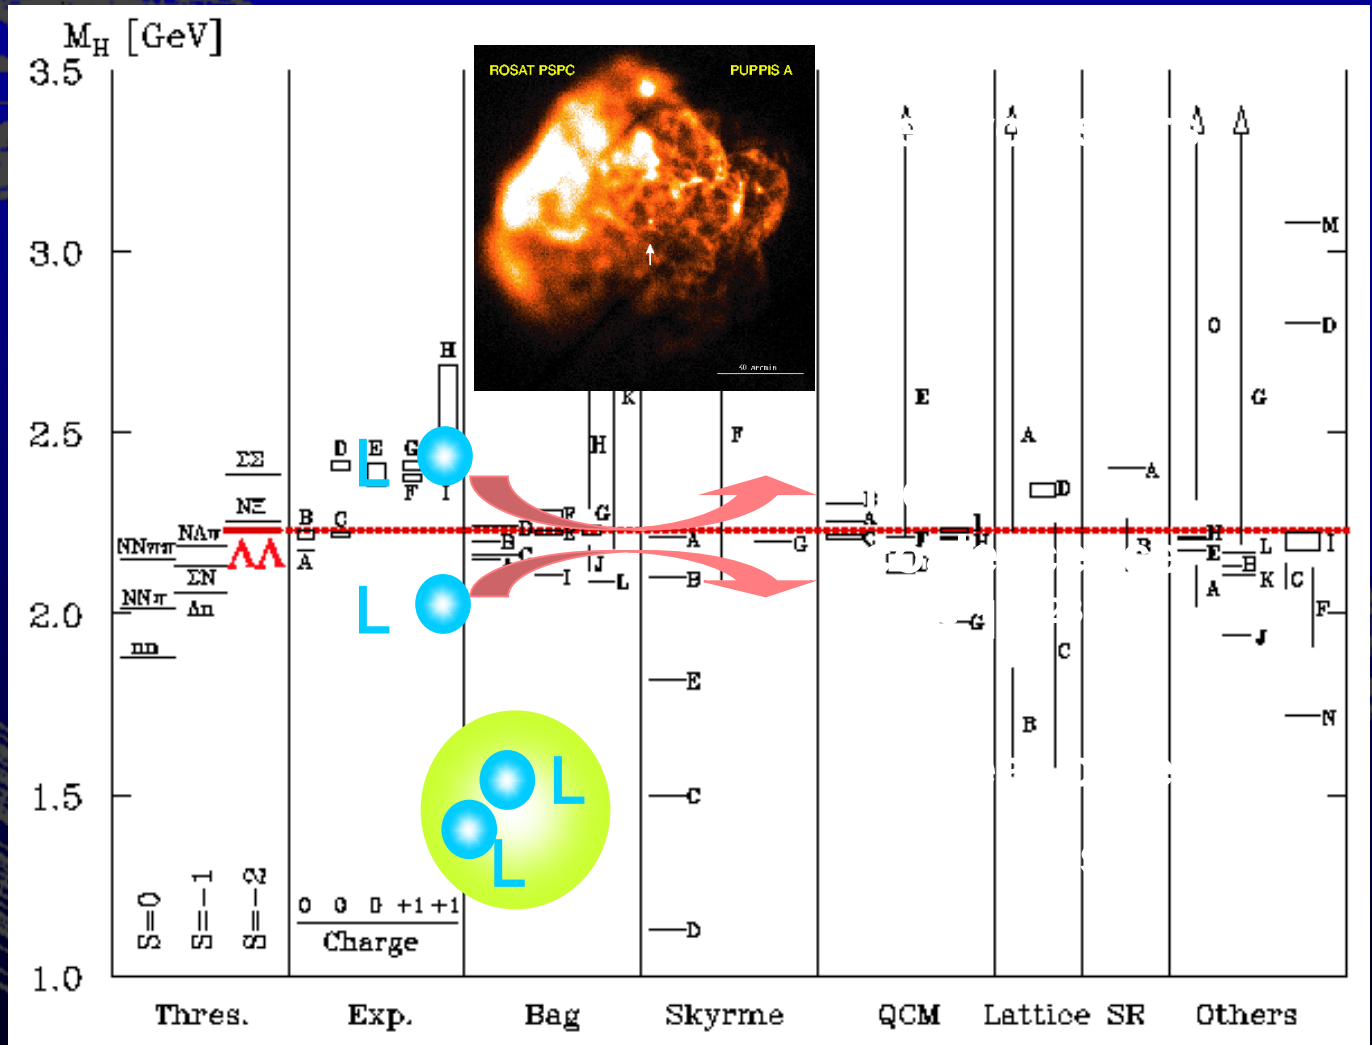 M_H [GeV]
ROSAT PSPC
PUPPIS A
40 arcmin
3.5
3.0
2.5
2.0
1.5
1.0
ΣΣ
NΞ
NΛπ
NNππ
ΛΛ
ΣN
NNπ
Λn
nn
S=0
S=−1
S=−2
H
D
E
G
F
I
B
C
A
0 0 0 +1 +1
Charge
L
L
L
L
K
H
F
G
D
E
B
C
J
I
L
F
A
G
B
E
C
D
E
B
A
C
F
H
D
G
A
D
C
B
A
B
M
D
O
G
H
L
I
E
B
K
C
A
F
J
N
Thres.
Exp.
Bag
Skyrme
QCM
Lattice
SR
Others